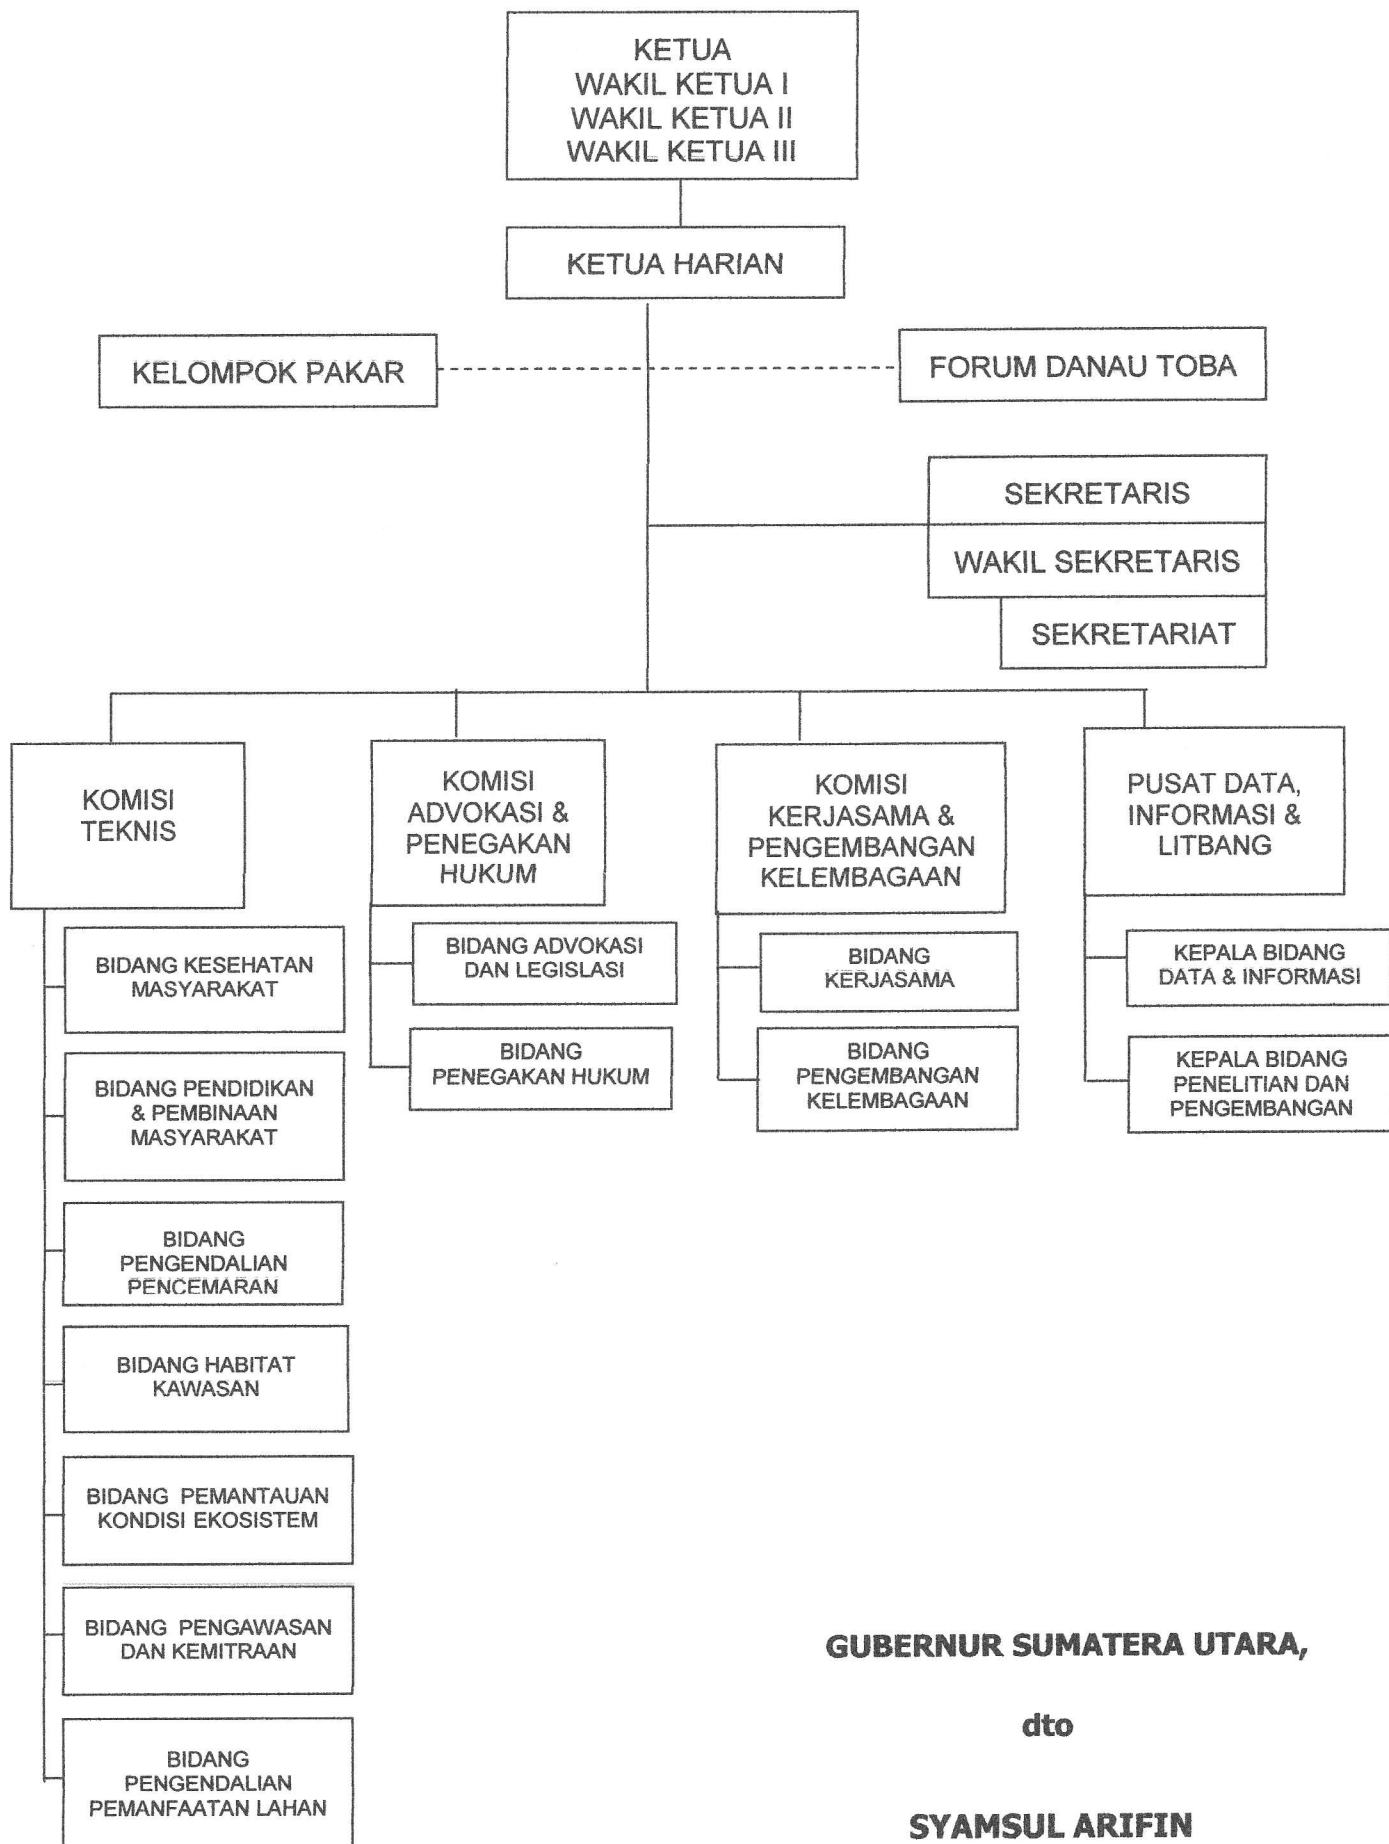 KETUA
WAKIL KETUA I
WAKIL KETUA II
WAKIL KETUA III
KETUA HARIAN
KELOMPOK PAKAR
FORUM DANAU TOBA
SEKRETARIS
WAKIL SEKRETARIS
SEKRETARIAT
KOMISI
TEKNIS
BIDANG KESEHATAN
MASYARAKAT
BIDANG PENDIDIKAN
& PEMBINAAN
MASYARAKAT
BIDANG
PENGENDALIAN
PENCEMARAN
BIDANG HABITAT
KAWASAN
BIDANG PEMANTAUAN
KONDISI EKOSISTEM
BIDANG PENGAWASAN
DAN KEMITRAAN
BIDANG
PENGENDALIAN
PEMANFAATAN LAHAN
KOMISI
ADVOKASI &
PENEGAKAN
HUKUM
BIDANG ADVOKASI
DAN LEGISLASI
BIDANG
PENEGAKAN HUKUM
KOMISI
KERJASAMA &
PENGEMBANGAN
KELEMBAGAAN
BIDANG
KERJASAMA
BIDANG
PENGEMBANGAN
KELEMBAGAAN
PUSAT DATA,
INFORMASI &
LITBANG
KEPALA BIDANG
DATA & INFORMASI
KEPALA BIDANG
PENELITIAN DAN
PENGEMBANGAN
GUBERNUR SUMATERA UTARA,
dto
SYAMSUL ARIFIN